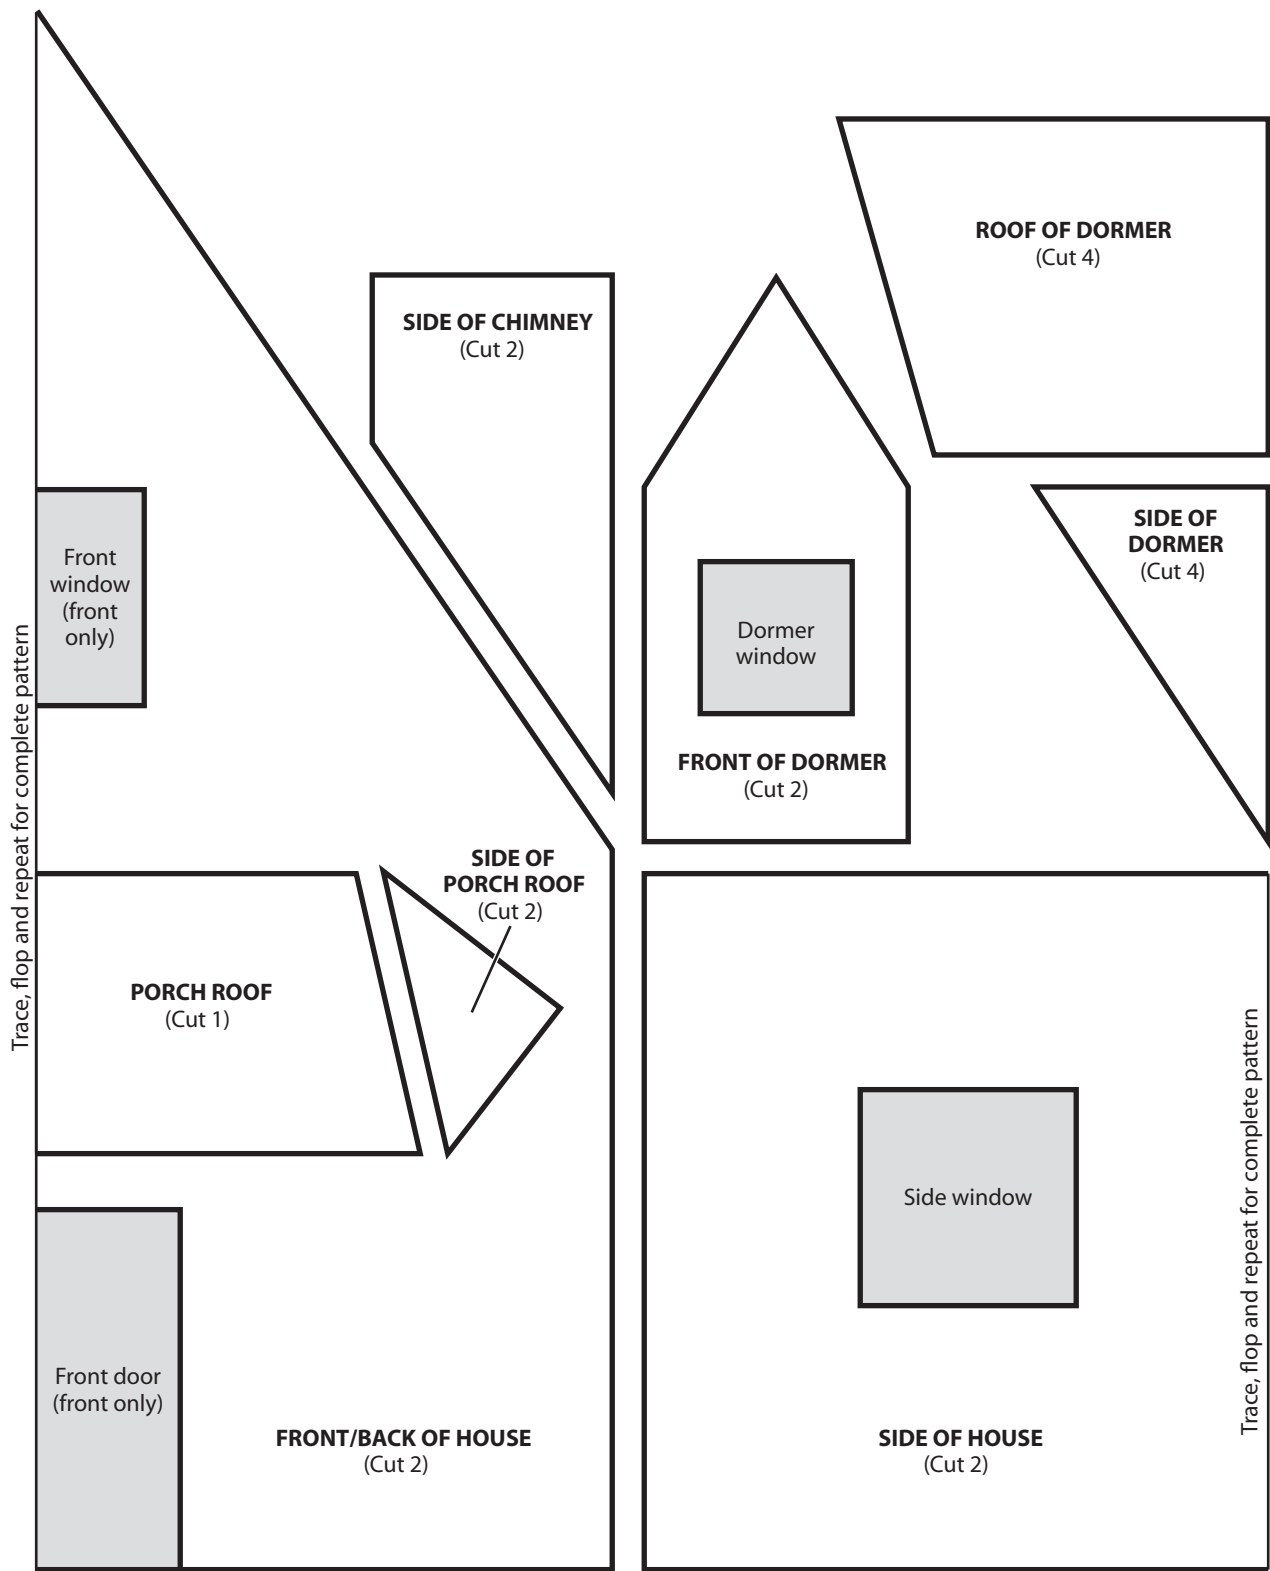 ROOF OF DORMER
(Cut 4)
SIDE OF CHIMNEY
(Cut 2)
SIDE OF
DORMER
(Cut 4)
Front
window
(front
only)
Dormer
window
FRONT OF DORMER
(Cut 2)
Trace, flop and repeat for complete pattern
SIDE OF
PORCH ROOF
(Cut 2)
PORCH ROOF
(Cut 1)
Side window
Trace, flop and repeat for complete pattern
Front door
(front only)
FRONT/BACK OF HOUSE
(Cut 2)
SIDE OF HOUSE
(Cut 2)